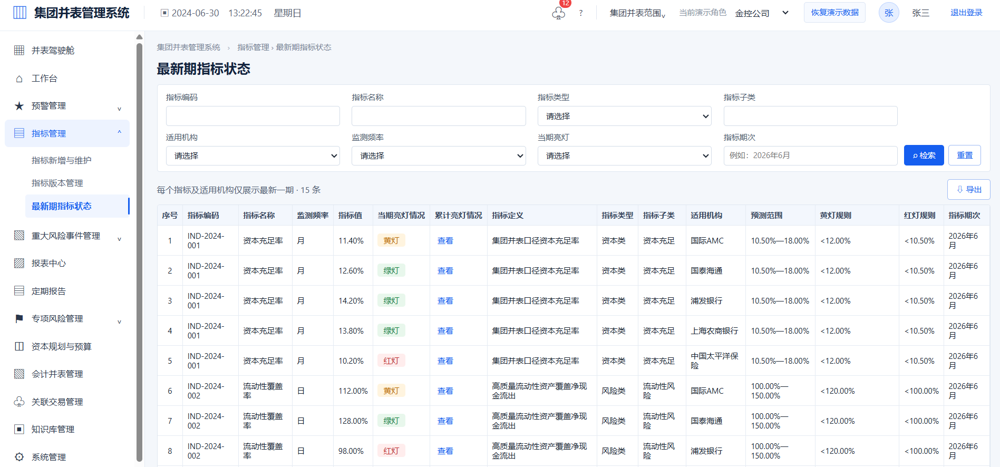 集团并表管理系统
2024-06-30 13:22:45 星期日
12
?
集团并表范围
当前演示角色 金控公司
恢复演示数据
张 张三
退出登录
并表驾驶舱
工作台
预警管理
指标管理
指标新增与维护
指标版本管理
最新期指标状态
重大风险事件管理
报表中心
定期报告
专项风险管理
资本规划与预算
会计并表管理
关联交易管理
知识库管理
系统管理
集团并表管理系统 › 指标管理 › 最新期指标状态
最新期指标状态
指标编码 指标名称 指标类型 指标子类
请选择
适用机构 监测频率 当期亮灯 指标期次
请选择 请选择 请选择 例如：2026年6月 检索 重置
每个指标及适用机构仅展示最新一期 · 15 条
导出
序号 指标编码 指标名称 监测频率 指标值 当期亮灯情况 累计亮灯情况 指标定义 指标类型 指标子类 适用机构 预测范围 黄灯规则 红灯规则 指标期次
1 IND-2024-001 资本充足率 月 11.40% 黄灯 查看 集团并表口径资本充足率 资本类 资本充足 国际AMC 10.50%—18.00% <12.00% <10.50% 2026年6月
2 IND-2024-001 资本充足率 月 12.60% 绿灯 查看 集团并表口径资本充足率 资本类 资本充足 国泰海通 10.50%—18.00% <12.00% <10.50% 2026年6月
3 IND-2024-001 资本充足率 月 14.20% 绿灯 查看 集团并表口径资本充足率 资本类 资本充足 浦发银行 10.50%—18.00% <12.00% <10.50% 2026年6月
4 IND-2024-001 资本充足率 月 13.80% 绿灯 查看 集团并表口径资本充足率 资本类 资本充足 上海农商银行 10.50%—18.00% <12.00% <10.50% 2026年6月
5 IND-2024-001 资本充足率 月 10.20% 红灯 查看 集团并表口径资本充足率 资本类 资本充足 中国太平洋保险 10.50%—18.00% <12.00% <10.50% 2026年6月
6 IND-2024-002 流动性覆盖率 日 112.00% 黄灯 查看 高质量流动性资产覆盖净现金流出 风险类 流动性风险 国际AMC 100.00%—150.00% <120.00% <100.00% 2026年6月
7 IND-2024-002 流动性覆盖率 日 128.00% 绿灯 查看 高质量流动性资产覆盖净现金流出 风险类 流动性风险 国泰海通 100.00%—150.00% <120.00% <100.00% 2026年6月
8 IND-2024-002 流动性覆盖率 日 98.00% 红灯 查看 高质量流动性资产覆盖净现金流出 风险类 流动性风险 浦发银行 100.00%—150.00% <120.00% <100.00% 2026年6月